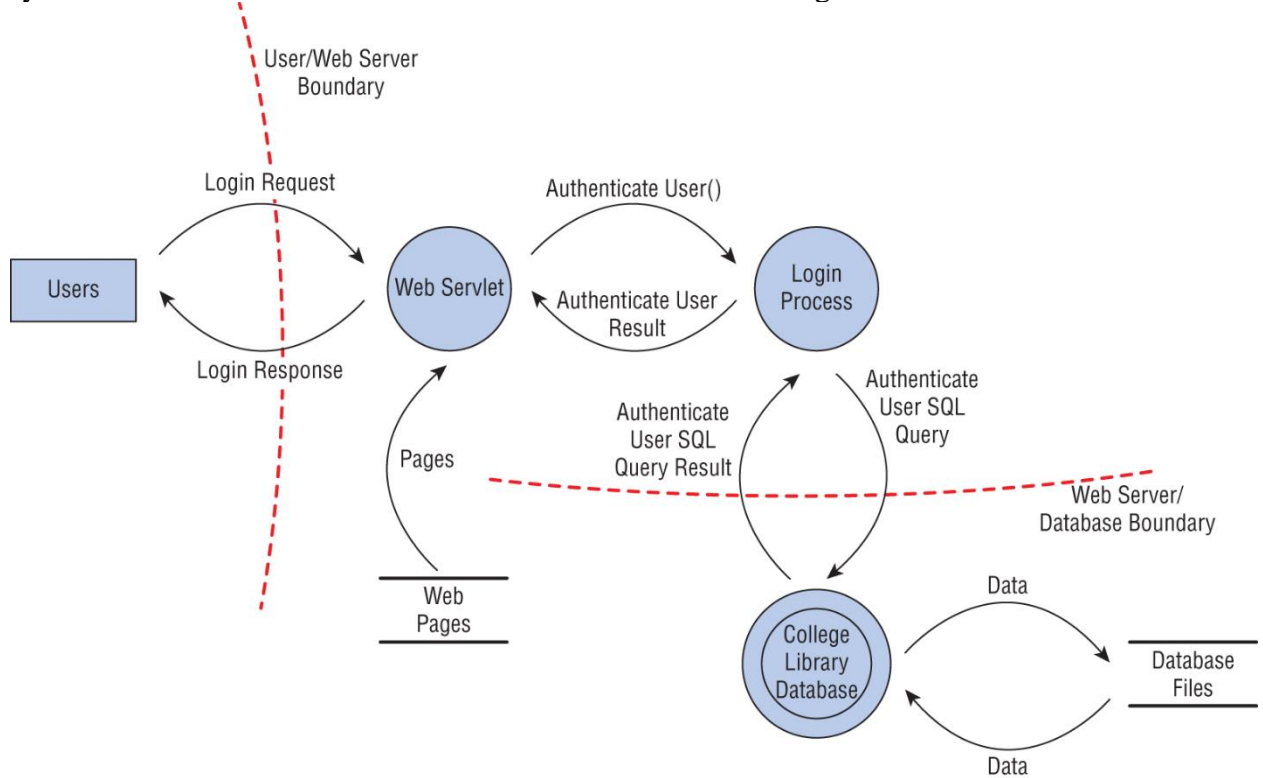 User/Web Server
Boundary
Login Request
Authenticate User()
Users
Web Servlet
Login
Process
Authenticate User
Result
Login Response
Authenticate
User SQL
Query
Authenticate
User SQL
Query Result
Pages
Web Server/
Database Boundary
Web
Pages
Data
College
Library
Database
Database
Files
Data